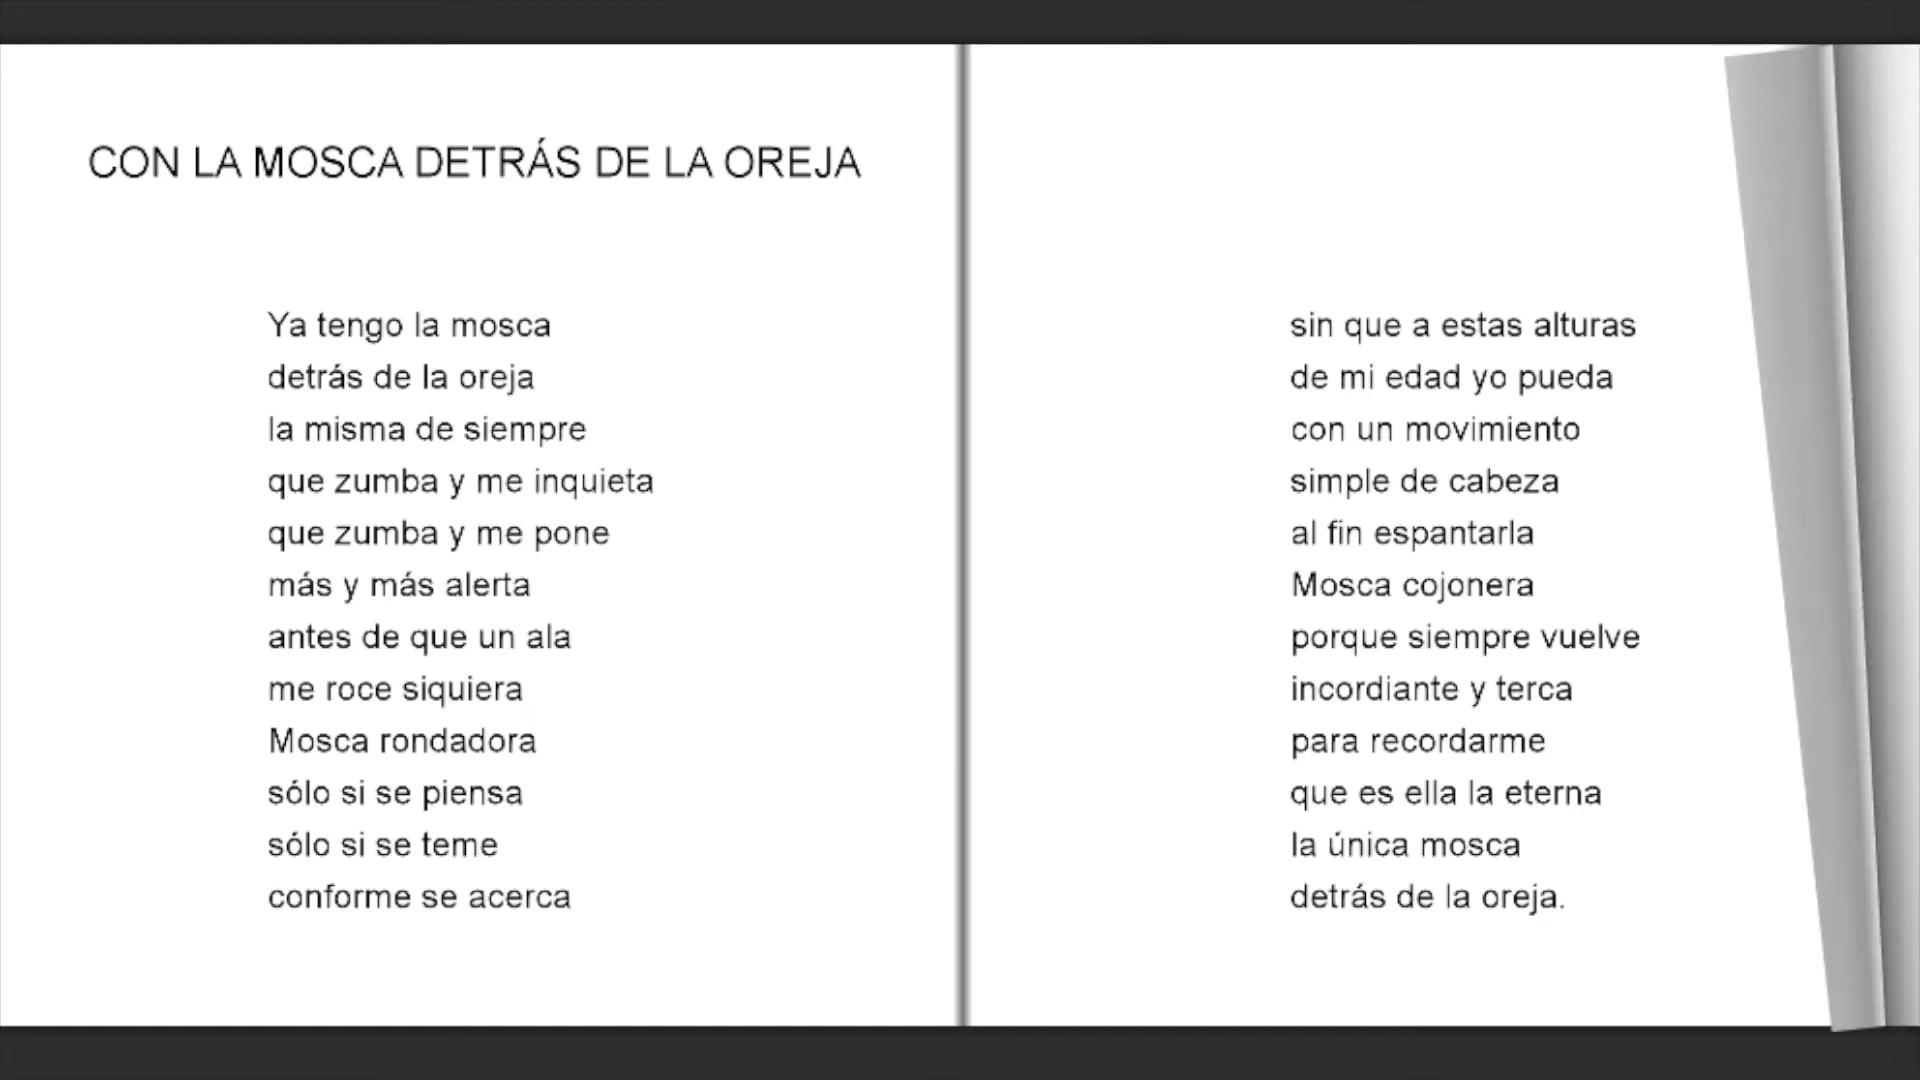 CON LA MOSCA DETRÁS DE LA OREJA
Ya tengo la mosca
detrás de la oreja
la misma de siempre
que zumba y me inquieta
que zumba y me pone
más y más alerta
antes de que un ala
me roce siquiera
Mosca rondadora
sólo si se piensa
sólo si se teme
conforme se acerca
sin que a estas alturas
de mi edad yo pueda
con un movimiento
simple de cabeza
al fin espantarla
Mosca cojonera
porque siempre vuelve
incordiante y terca
para recordarme
que es ella la eterna
la única mosca
detrás de la oreja.